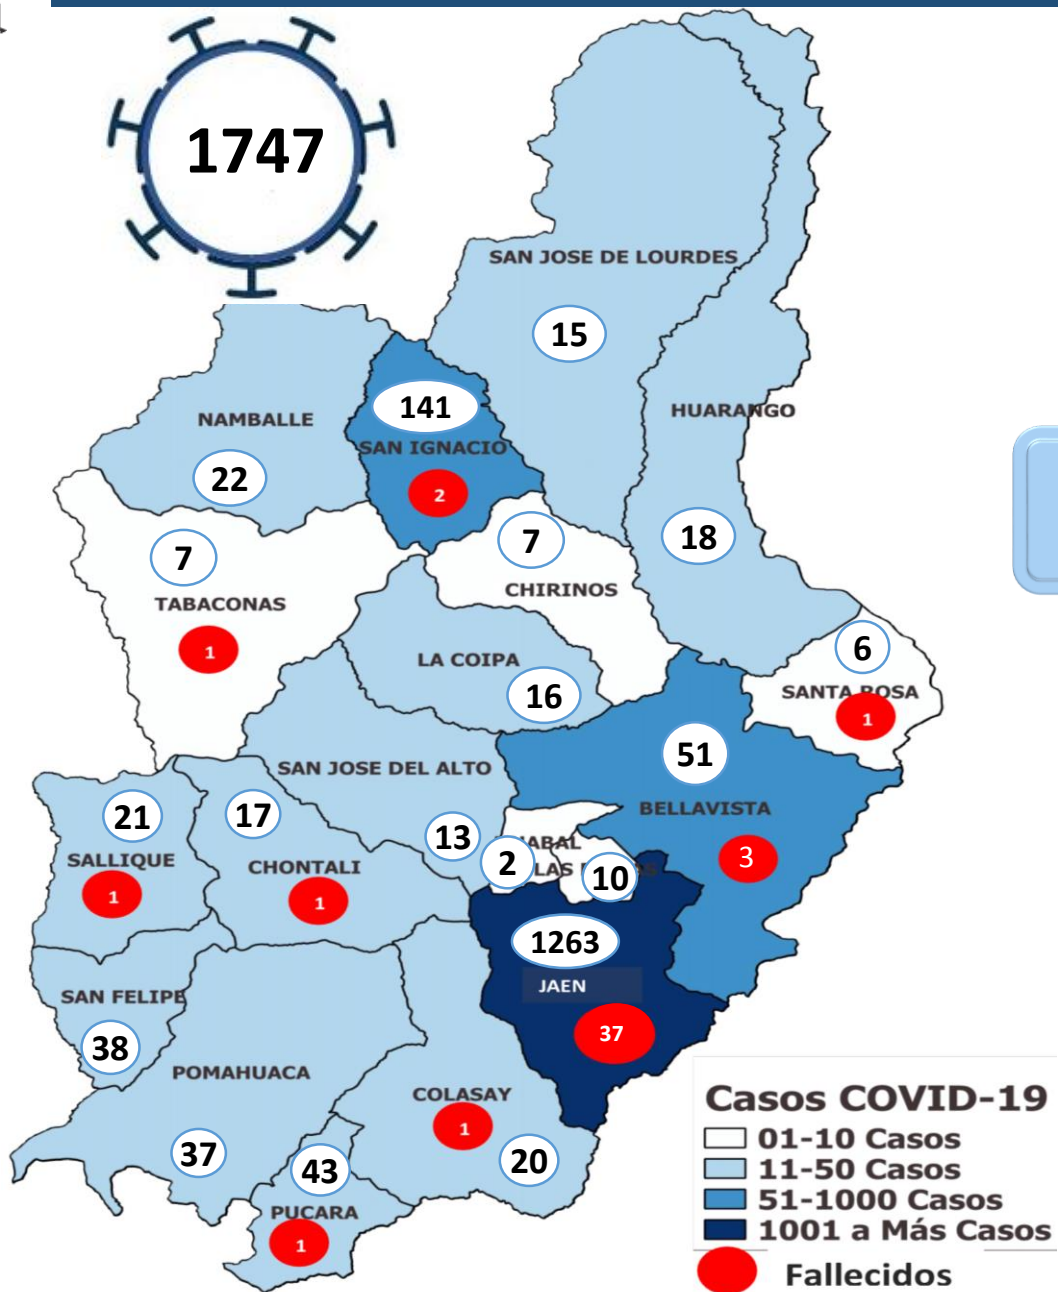 1747
SAN JOSE DE LOURDES
15
141
HUARANGO
NAMBALLE
SAN IGNACIO
22
2
18
7
7
CHIRINOS
TABACONAS
1
6
LA COIPA
16
SANTA ROSA
1
51
SAN JOSE DEL ALTO
BELLAVISTA
21
17
13
2
SALLIQUE
CHONTALI
3
LAS
10
1
1
1263
JAEN
SAN FELIPE
37
38
POMAHUACA
COLASAY
1
37
43
20
PUCARA
1
Casos COVID-19
01-10 Casos
11-50 Casos
51-1000 Casos
1001 a Más Casos
Fallecidos